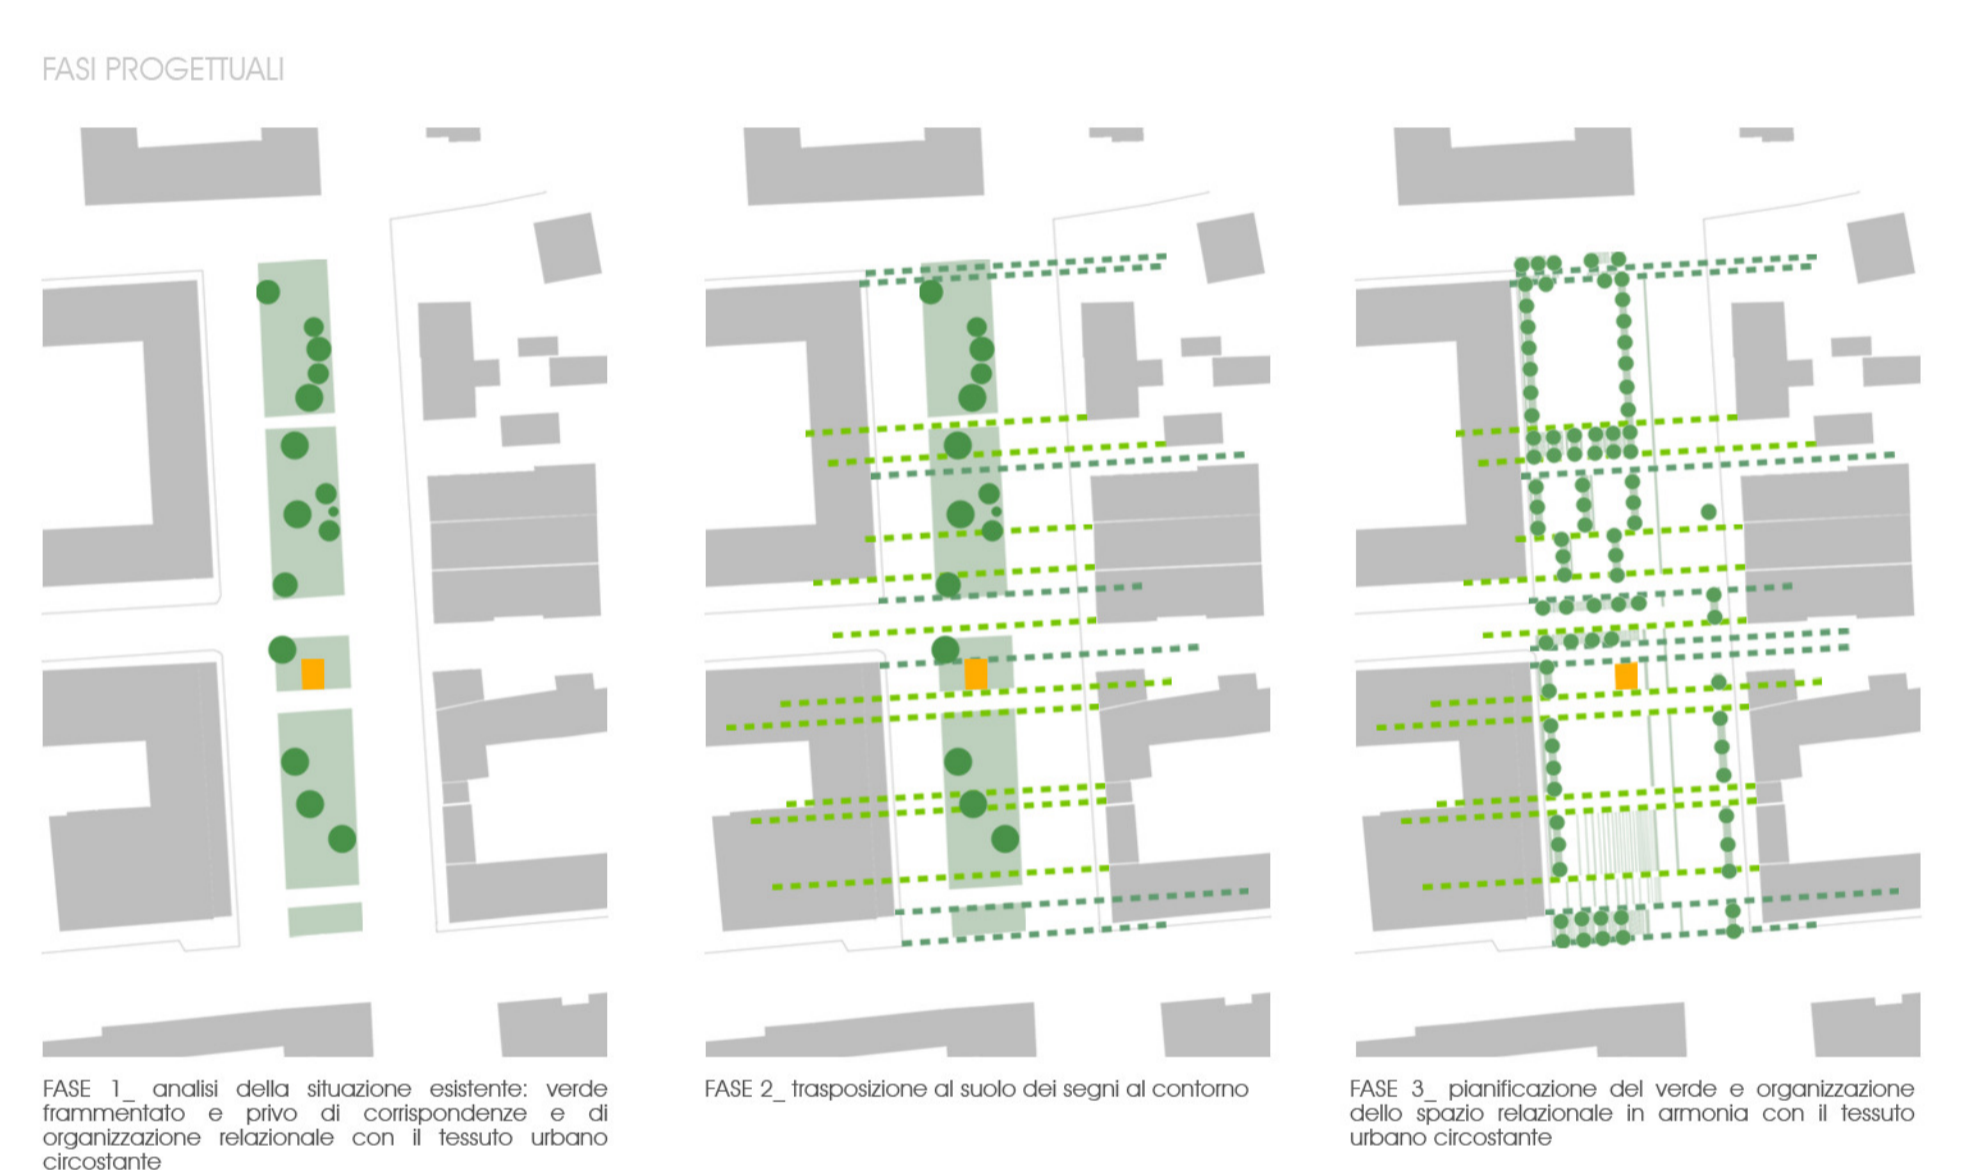 FASI PROGETTUALI
FASE 1_ analisi della situazione esistente: verde
frammentato e privo di corrispondenze e di
organizzazione relazionale con il tessuto urbano
circostante
FASE 2_ trasposizione al suolo dei segni al contorno
FASE 3_ pianificazione del verde e organizzazione
dello spazio relazionale in armonia con il tessuto
urbano circostante